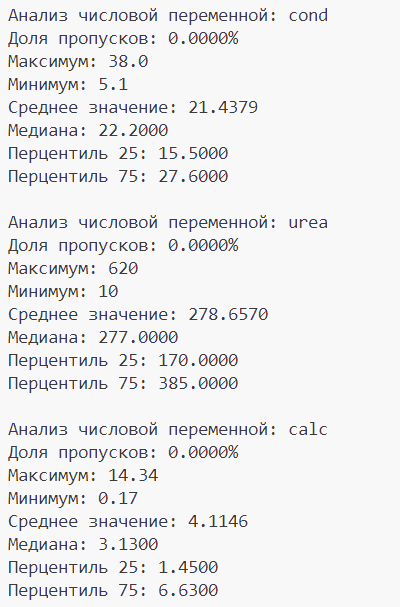 Анализ числовой переменной: cond
Доля пропусков: 0.0000%
Максимум: 38.0
Минимум: 5.1
Среднее значение: 21.4379
Медиана: 22.2000
Перцентиль 25: 15.5000
Перцентиль 75: 27.6000
Анализ числовой переменной: urea
Доля пропусков: 0.0000%
Максимум: 620
Минимум: 10
Среднее значение: 278.6570
Медиана: 277.0000
Перцентиль 25: 170.0000
Перцентиль 75: 385.0000
Анализ числовой переменной: calc
Доля пропусков: 0.0000%
Максимум: 14.34
Минимум: 0.17
Среднее значение: 4.1146
Медиана: 3.1300
Перцентиль 25: 1.4500
Перцентиль 75: 6.6300